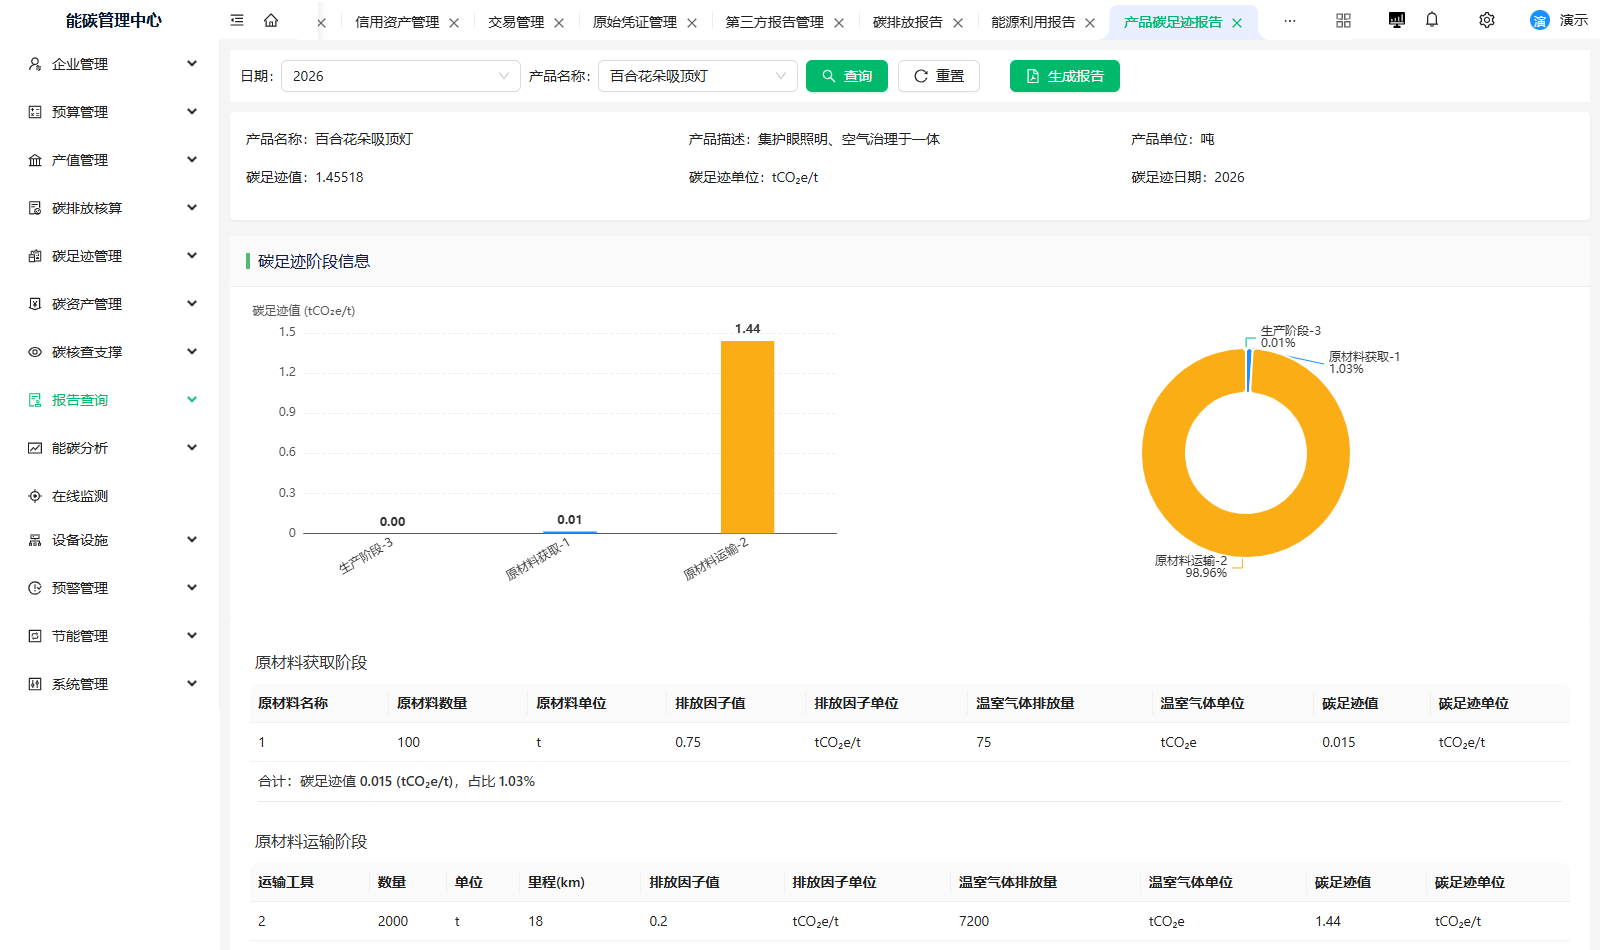 能碳管理中心
信用资产管理 交易管理 原始凭证管理 第三方报告管理 碳排放报告 能源利用报告 产品碳足迹报告 ··· 演 演示
企业管理
预算管理
产值管理
碳排放核算
碳足迹管理
碳资产管理
碳核查支撑
报告查询
能碳分析
在线监测
设备设施
预警管理
节能管理
系统管理
日期: 2026 产品名称: 百合花朵吸顶灯 查询 重置 生成报告
产品名称: 百合花朵吸顶灯 产品描述: 集护眼照明、空气治理于一体 产品单位: 吨
碳足迹值: 1.45518 碳足迹单位: tCO₂e/t 碳足迹日期: 2026
碳足迹阶段信息
碳足迹值 (tCO₂e/t)
1.5
1.2
0.9
0.6
0.3
0
0.00 0.01 1.44
生产阶段-3 原材料获取-1 原材料运输-2
生产阶段-3
0.01%
原材料获取-1
1.03%
原材料运输-2
98.96%
原材料获取阶段
原材料名称 原材料数量 原材料单位 排放因子值 排放因子单位 温室气体排放量 温室气体单位 碳足迹值 碳足迹单位
1 100 t 0.75 tCO₂e/t 75 tCO₂e 0.015 tCO₂e/t
合计: 碳足迹值 0.015 (tCO₂e/t), 占比 1.03%
原材料运输阶段
运输工具 数量 单位 里程(km) 排放因子值 排放因子单位 温室气体排放量 温室气体单位 碳足迹值 碳足迹单位
2 2000 t 18 0.2 tCO₂e/t 7200 tCO₂e 1.44 tCO₂e/t